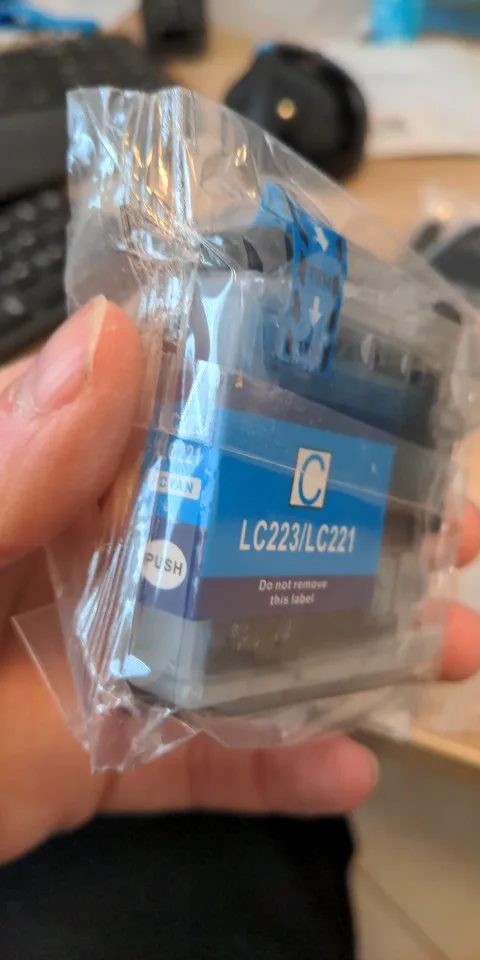 C
LC223/LC221
Do not remove
this label
CYAN
PUSH